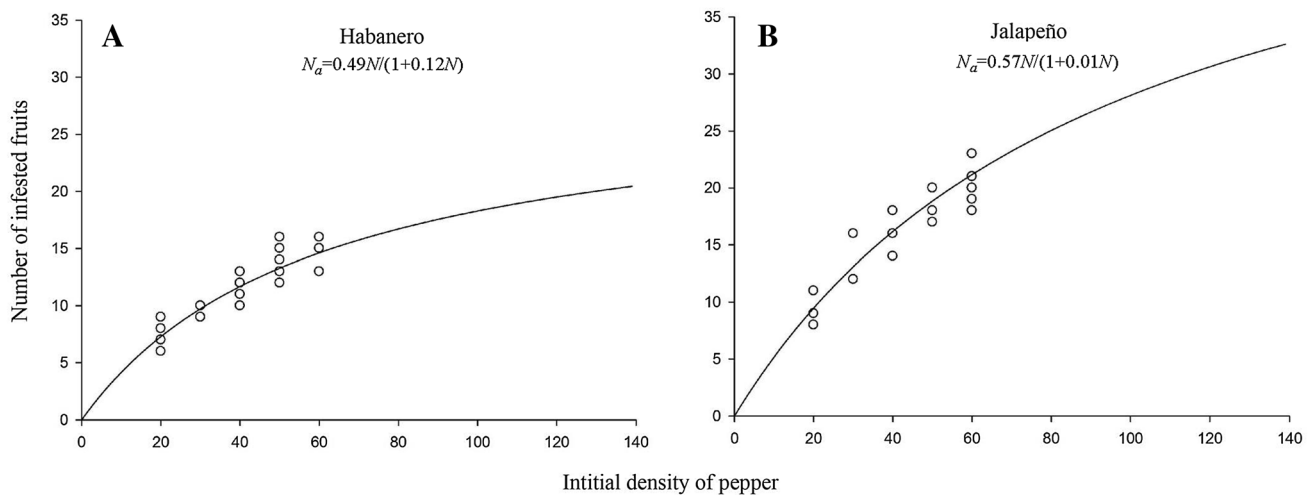 A
Habanero
Nₐ=0.49N/(1+0.12N)
35
30
25
20
15
10
5
0
0 20 40 60 80 100 120 140
Number of infested fruits
B
Jalapeño
Nₐ=0.57N/(1+0.01N)
35
30
25
20
15
10
5
0
0 20 40 60 80 100 120 140
Intitial density of pepper